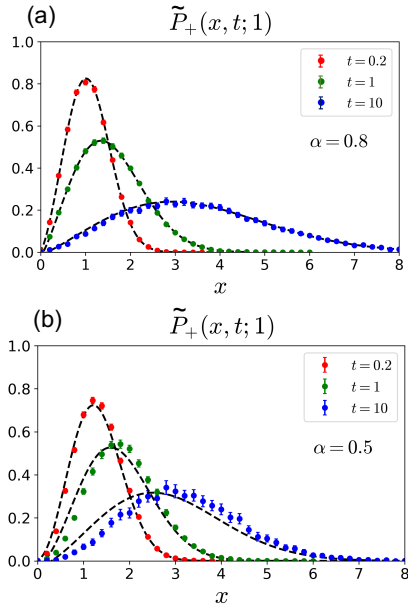 (a)
P̃₊(x, t; 1)
1.0
0.8
0.6
0.4
0.2
0.0
0 1 2 3 4 5 6 7 8
x
t = 0.2
t = 1
t = 10
α = 0.8
(b)
P̃₊(x, t; 1)
1.0
0.8
0.6
0.4
0.2
0.0
0 1 2 3 4 5 6 7 8
x
t = 0.2
t = 1
t = 10
α = 0.5